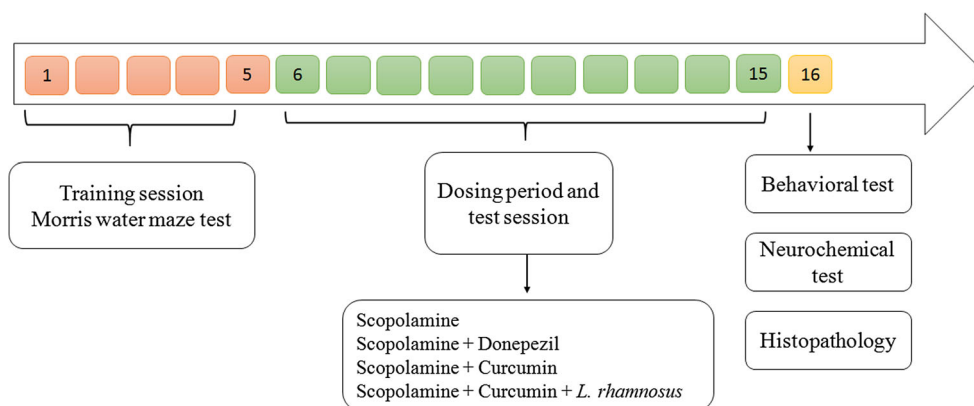 1 5 6 15 16
Training session
Morris water maze test
Dosing period and
test session
Scopolamine
Scopolamine + Donepezil
Scopolamine + Curcumin
Scopolamine + Curcumin + L. rhamnosus
Behavioral test
Neurochemical
test
Histopathology